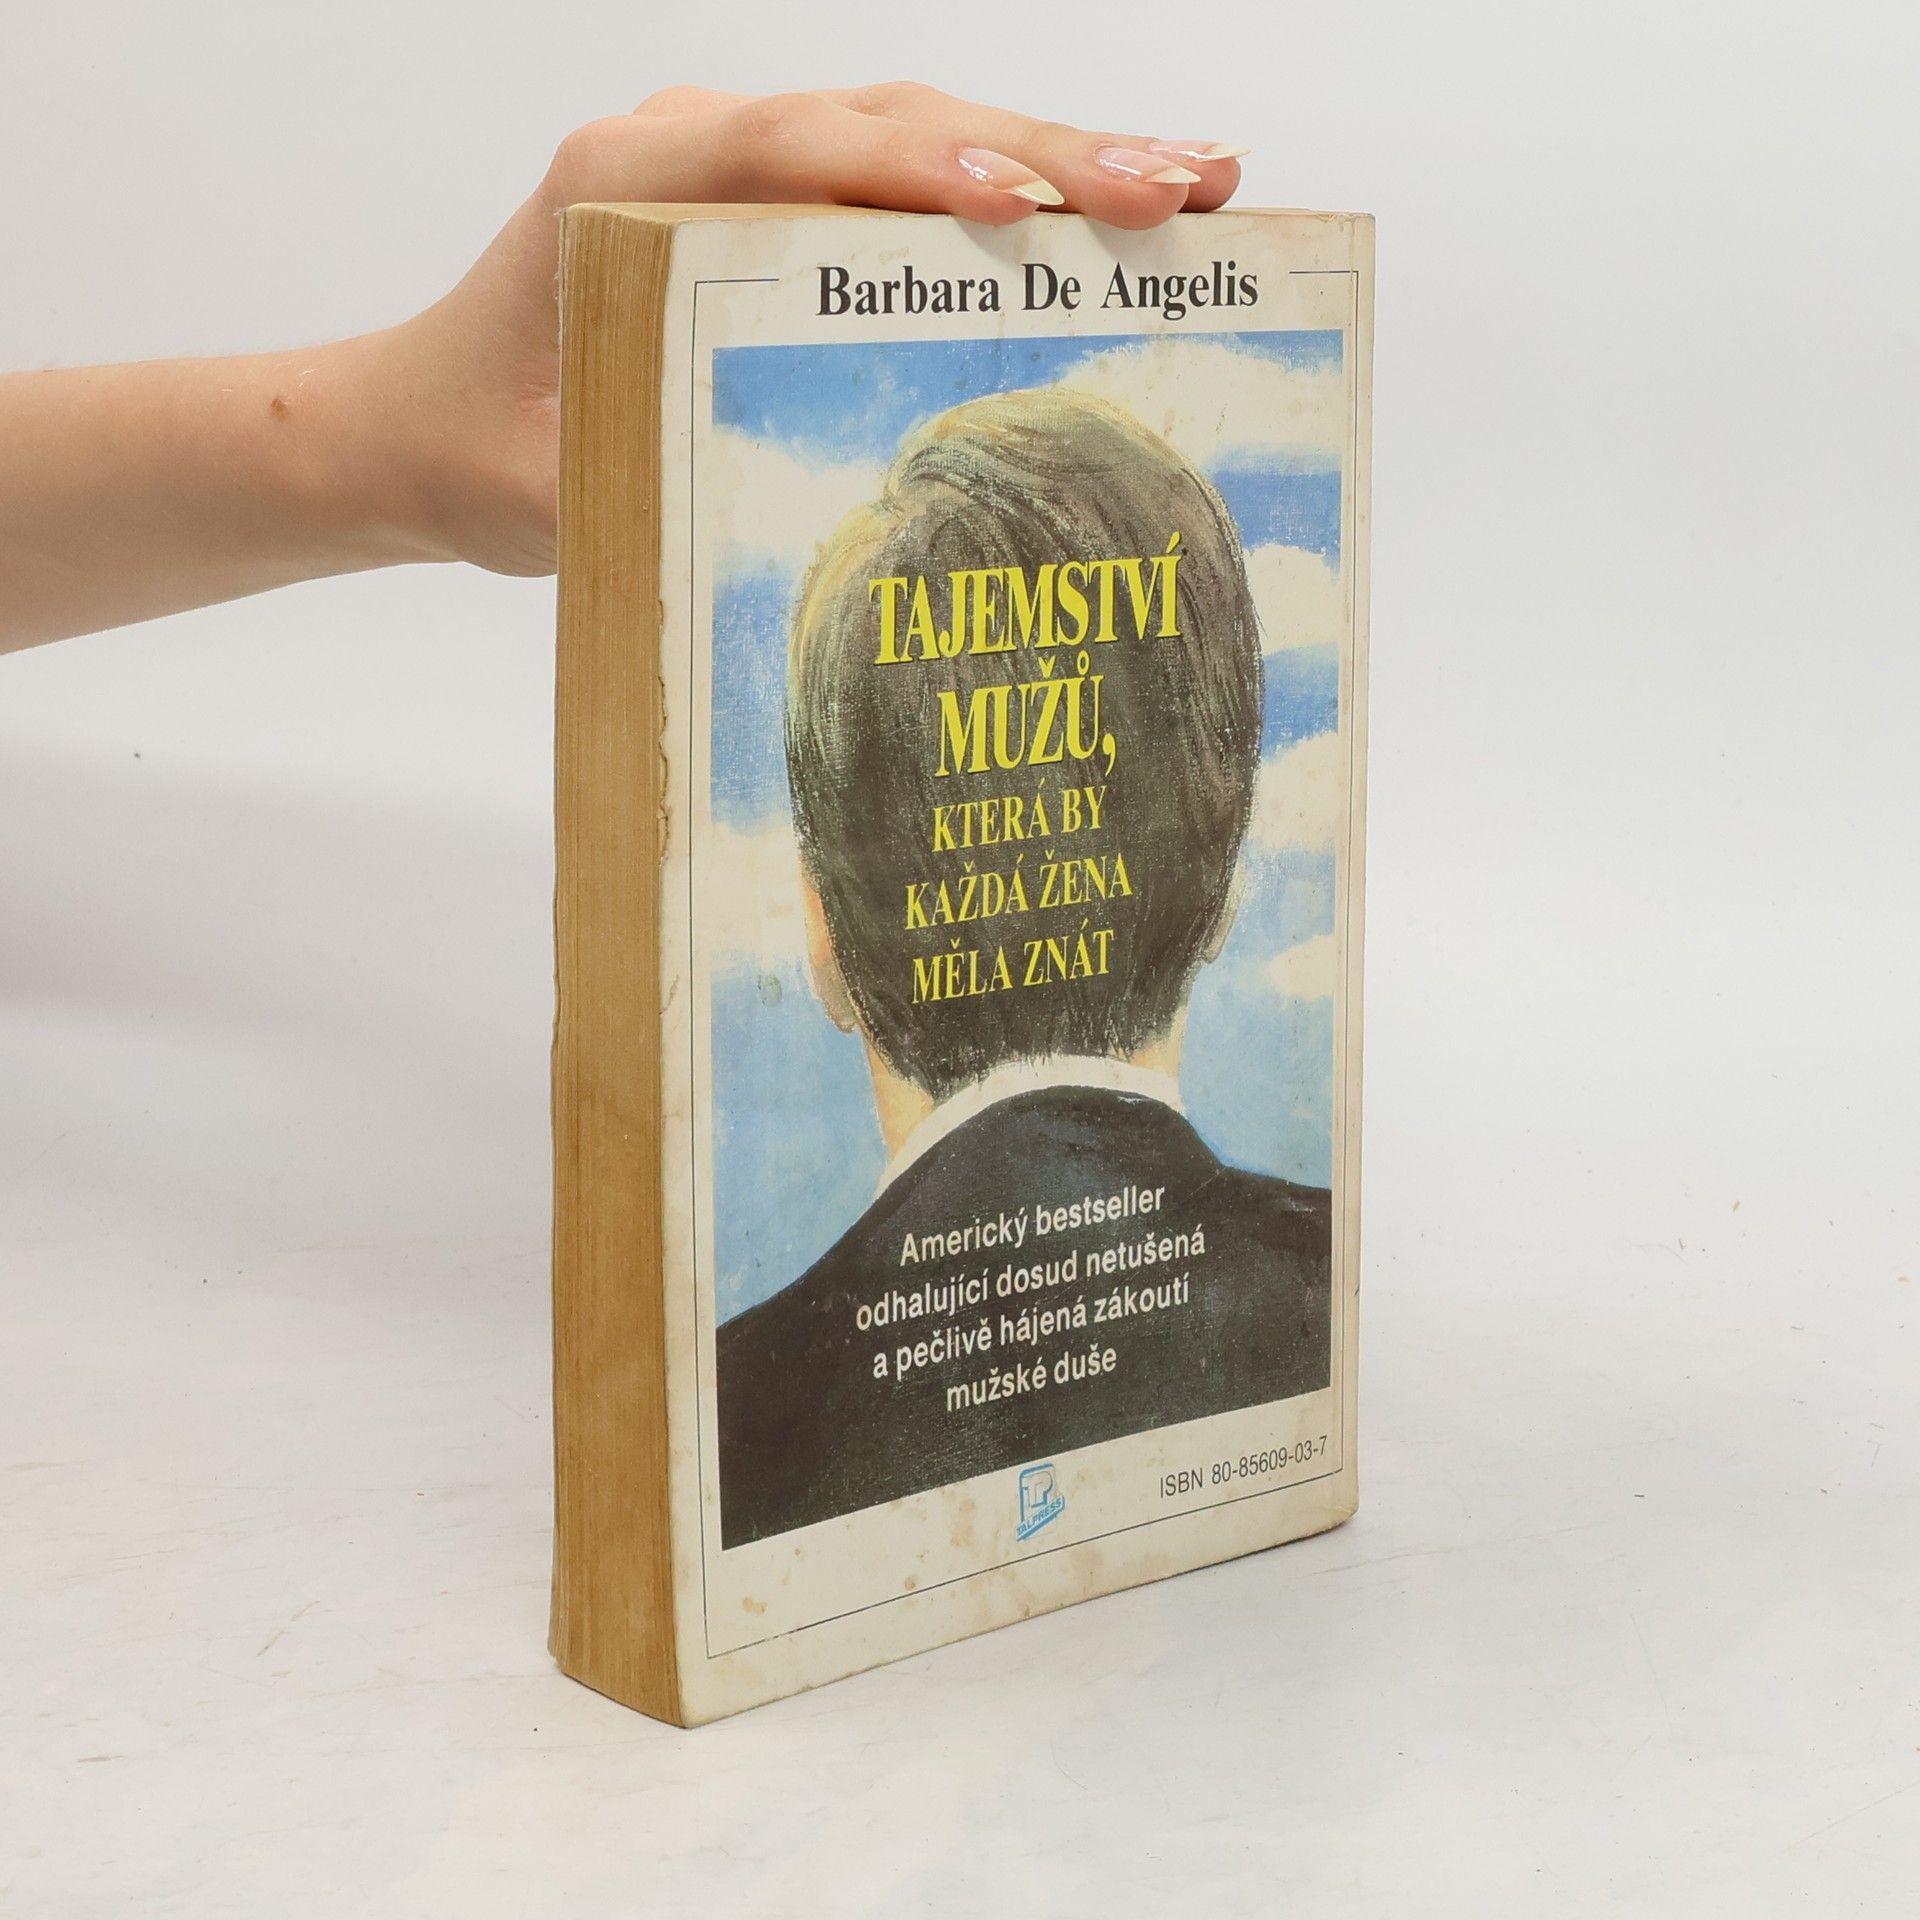 Barbara De Angelis
TAJEMSTVÍ
MUŽŮ,
KTERÁ BY
KAŽDÁ ŽENA
MĚLA ZNÁT
Americký bestseller
odhalující dosud netušená
a pečlivě hájená zákoutí
mužské duše
TALPRESS
ISBN 80-85609-03-7